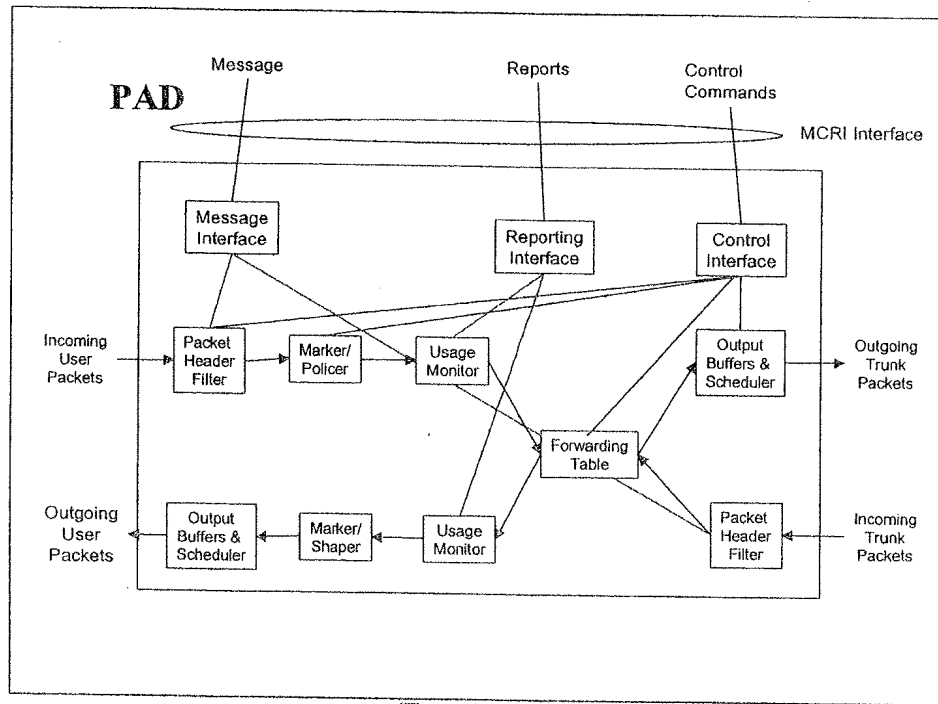 Message
Reports
Control
Commands
PAD
MCRI Interface
Message
Interface
Reporting
Interface
Control
Interface
Incoming
User
Packets
Packet
Header
Filter
Marker/
Policer
Usage
Monitor
Output
Buffers &
Scheduler
Outgoing
Trunk
Packets
Forwarding
Table
Outgoing
User
Packets
Output
Buffers &
Scheduler
Marker/
Shaper
Usage
Monitor
Packet
Header
Filter
Incoming
Trunk
Packets